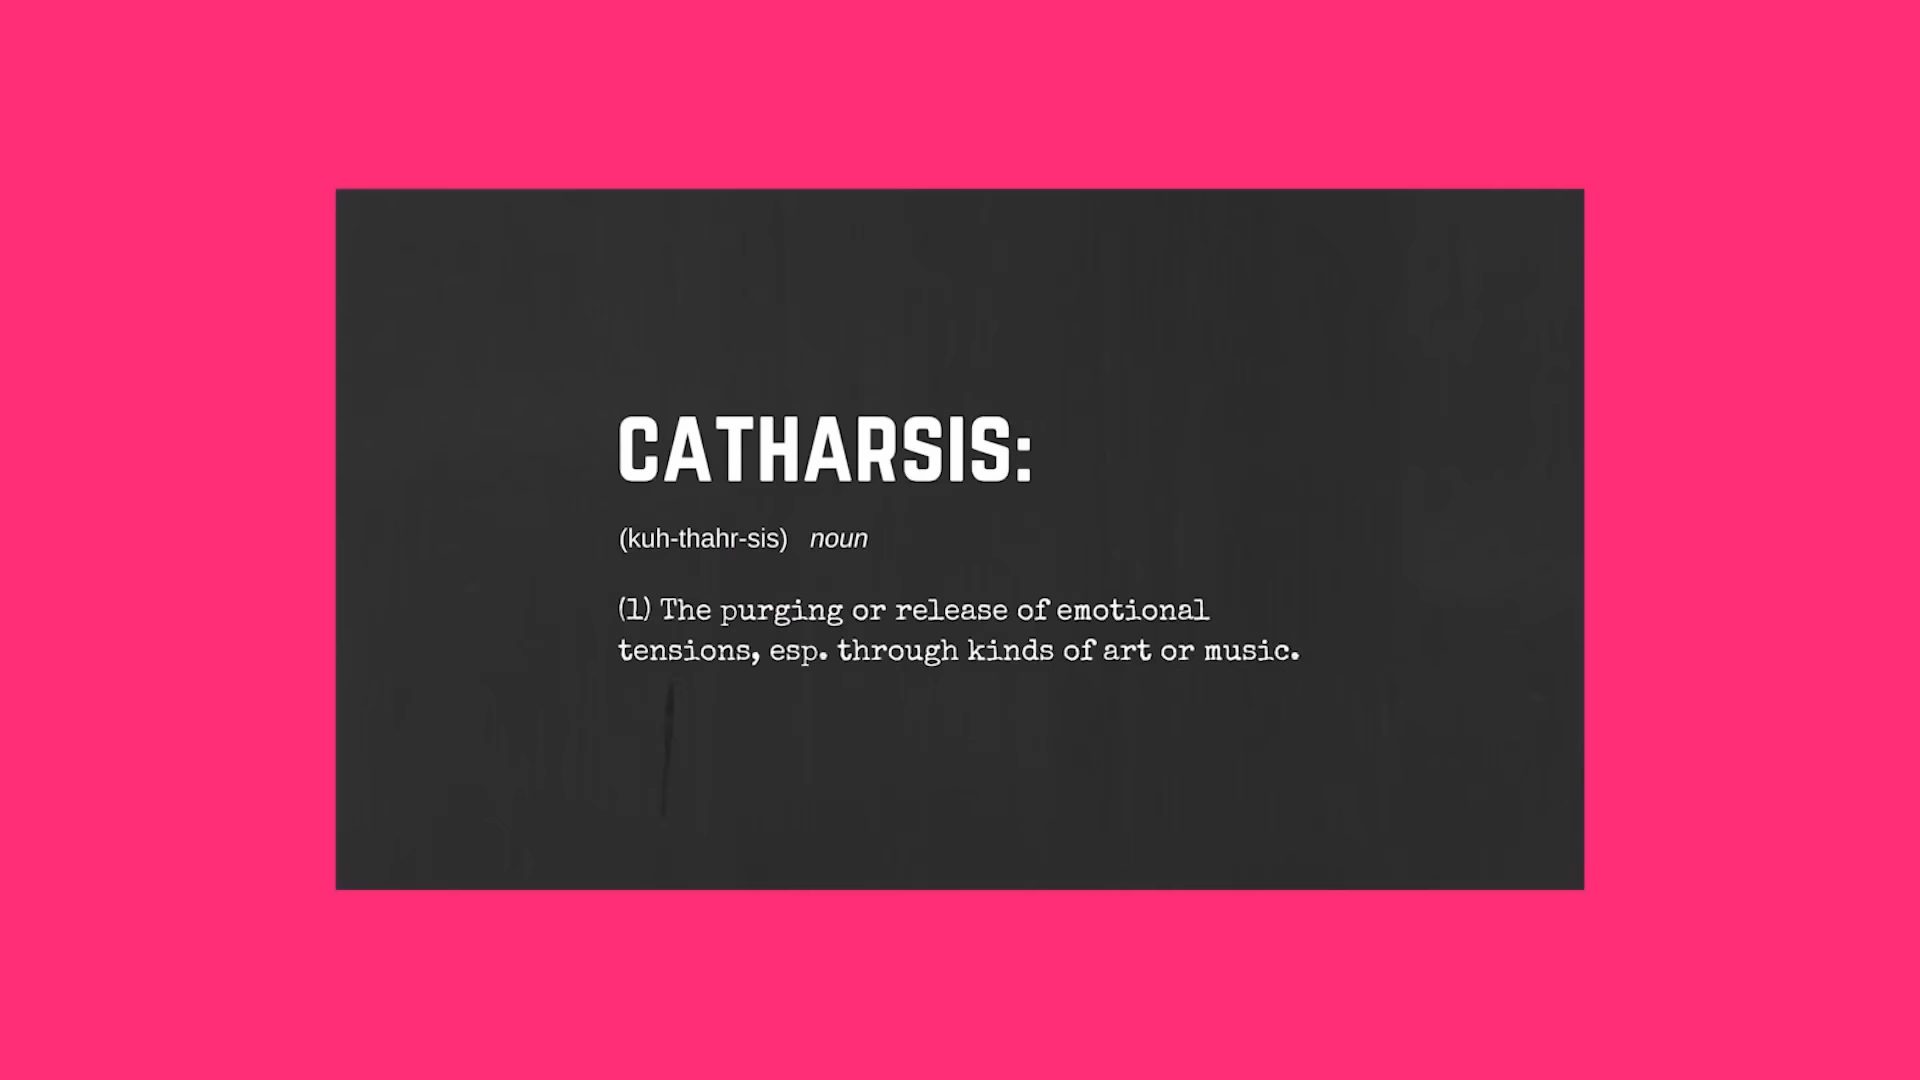 CATHARSIS:
(kuh-thahr-sis) noun
(1) The purging or release of emotional
tensions, esp. through kinds of art or music.